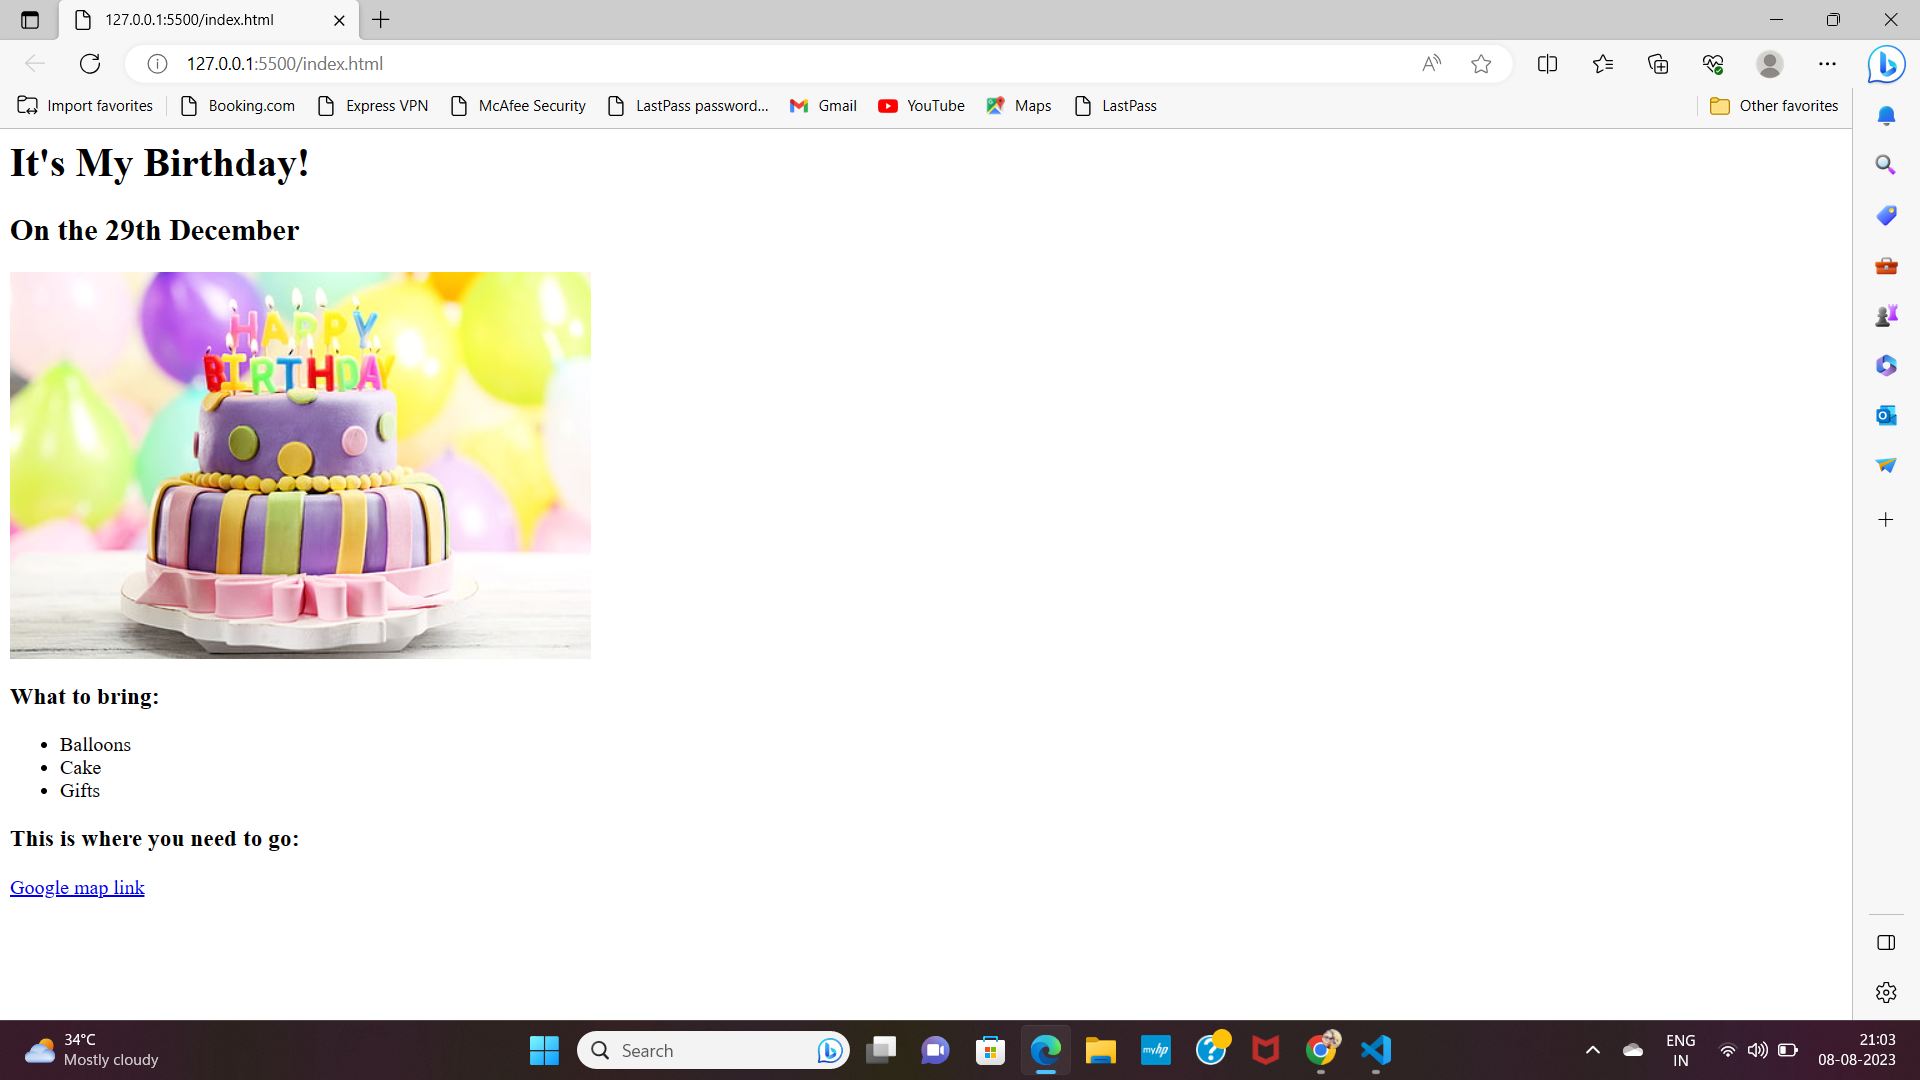 127.0.0.1:5500/index.html
127.0.0.1:5500/index.html
Import favorites Booking.com Express VPN McAfee Security LastPass password... Gmail YouTube Maps LastPass Other favorites
It's My Birthday!
On the 29th December
HAPPY
BIRTHDAY
What to bring:
Balloons
Cake
Gifts
This is where you need to go:
Google map link
34°C
Mostly cloudy
Search
myhp
ENG
IN
21:03
08-08-2023